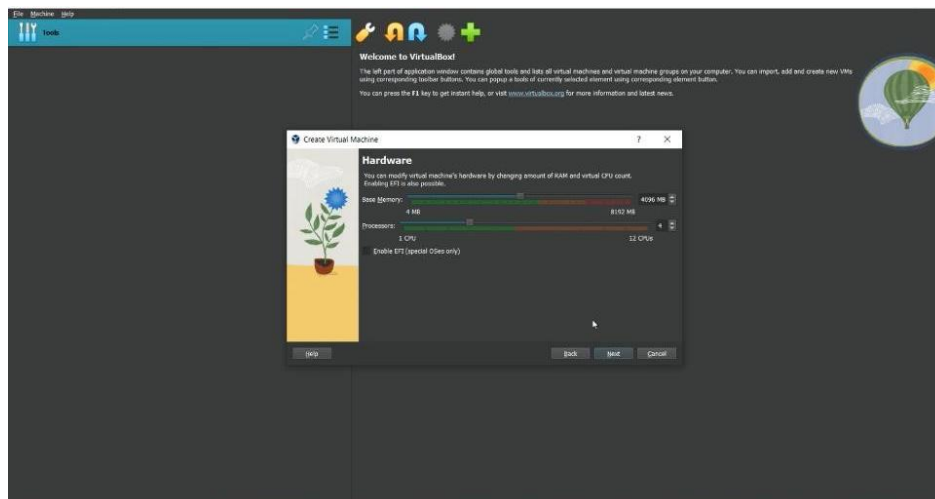 File Machine Help
Tools
Welcome to VirtualBox!
The left part of application window contains global tools and lists all virtual machines and virtual machine groups on your computer. You can import, add and create new VMs
using corresponding toolbar buttons. You can popup a tools of currently selected element using corresponding element button.
You can press the F1 key to get instant help, or visit www.virtualbox.org for more information and latest news.
Create Virtual Machine
Hardware
You can modify virtual machine's hardware by changing amount of RAM and virtual CPU count.
Enabling EFI is also possible.
Base Memory: 4096 MB
4 MB 8192 MB
Processors: 4
1 CPU 12 CPUs
Enable EFI (special OSes only)
Help Back Next Cancel